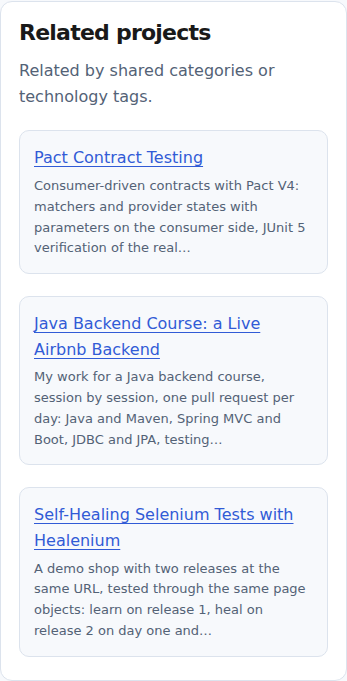 Related projects
Related by shared categories or
technology tags.
Pact Contract Testing
Consumer-driven contracts with Pact V4:
matchers and provider states with
parameters on the consumer side, JUnit 5
verification of the real…
Java Backend Course: a Live
Airbnb Backend
My work for a Java backend course,
session by session, one pull request per
day: Java and Maven, Spring MVC and
Boot, JDBC and JPA, testing…
Self-Healing Selenium Tests with
Healenium
A demo shop with two releases at the
same URL, tested through the same page
objects: learn on release 1, heal on
release 2 on day one and…